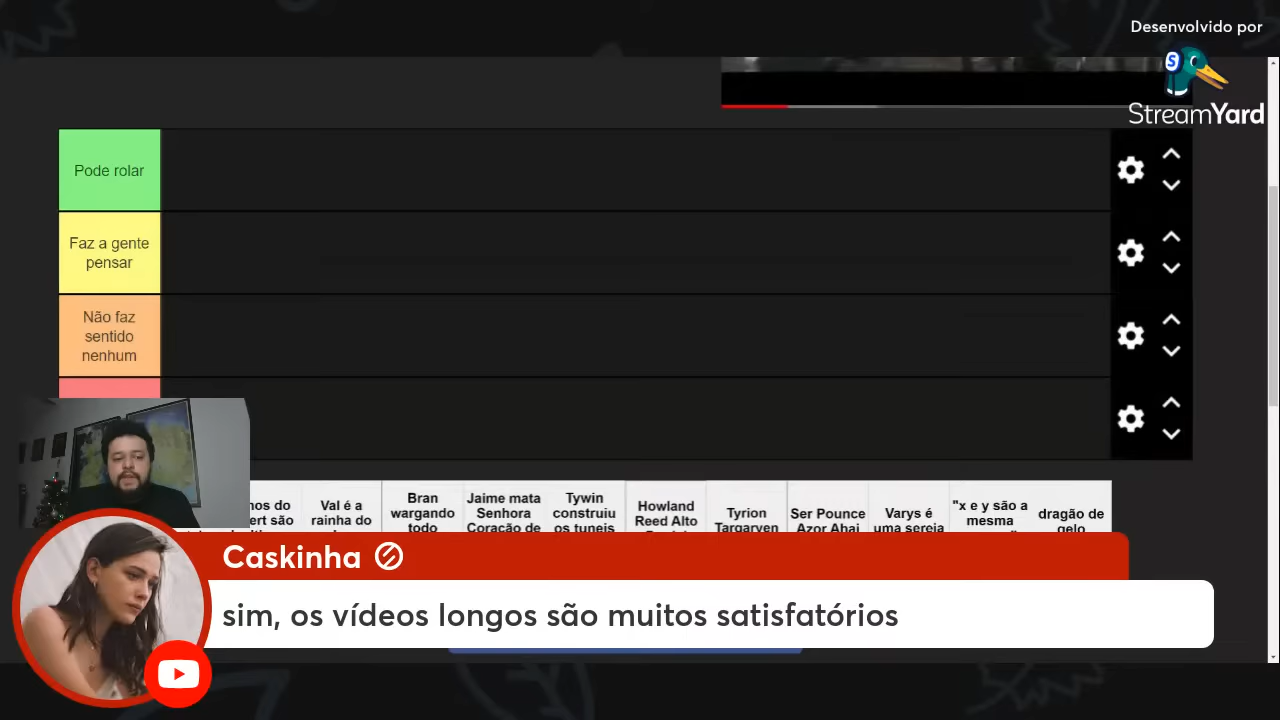 Desenvolvido por
StreamYard
Pode rolar
Faz a gente
pensar
Não faz
sentido
nenhum
Val é a
rainha do
Bran
wargando
todo
Jaime mata
Senhora
Coração de
Tywin
construiu
os tuneis
Howland
Reed Alto
Tyrion
Targaryen
Ser Pounce
Azor Ahai
Varys é
uma sereia
"x e y são a
mesma
dragão de
gelo
Caskinha
sim, os vídeos longos são muitos satisfatórios